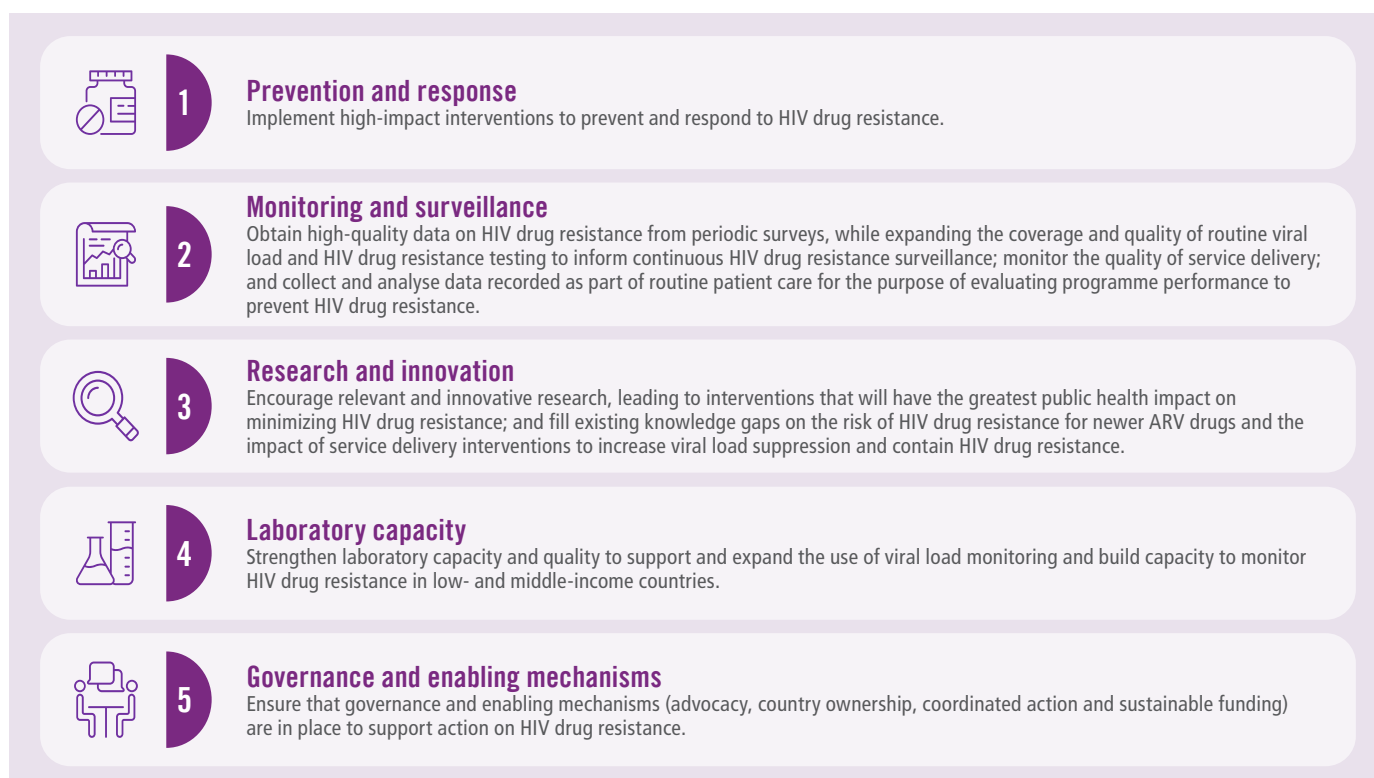 1
Prevention and response
Implement high-impact interventions to prevent and respond to HIV drug resistance.
2
Monitoring and surveillance
Obtain high-quality data on HIV drug resistance from periodic surveys, while expanding the coverage and quality of routine viral
load and HIV drug resistance testing to inform continuous HIV drug resistance surveillance; monitor the quality of service delivery;
and collect and analyse data recorded as part of routine patient care for the purpose of evaluating programme performance to
prevent HIV drug resistance.
3
Research and innovation
Encourage relevant and innovative research, leading to interventions that will have the greatest public health impact on
minimizing HIV drug resistance; and fill existing knowledge gaps on the risk of HIV drug resistance for newer ARV drugs and the
impact of service delivery interventions to increase viral load suppression and contain HIV drug resistance.
4
Laboratory capacity
Strengthen laboratory capacity and quality to support and expand the use of viral load monitoring and build capacity to monitor
HIV drug resistance in low- and middle-income countries.
5
Governance and enabling mechanisms
Ensure that governance and enabling mechanisms (advocacy, country ownership, coordinated action and sustainable funding)
are in place to support action on HIV drug resistance.